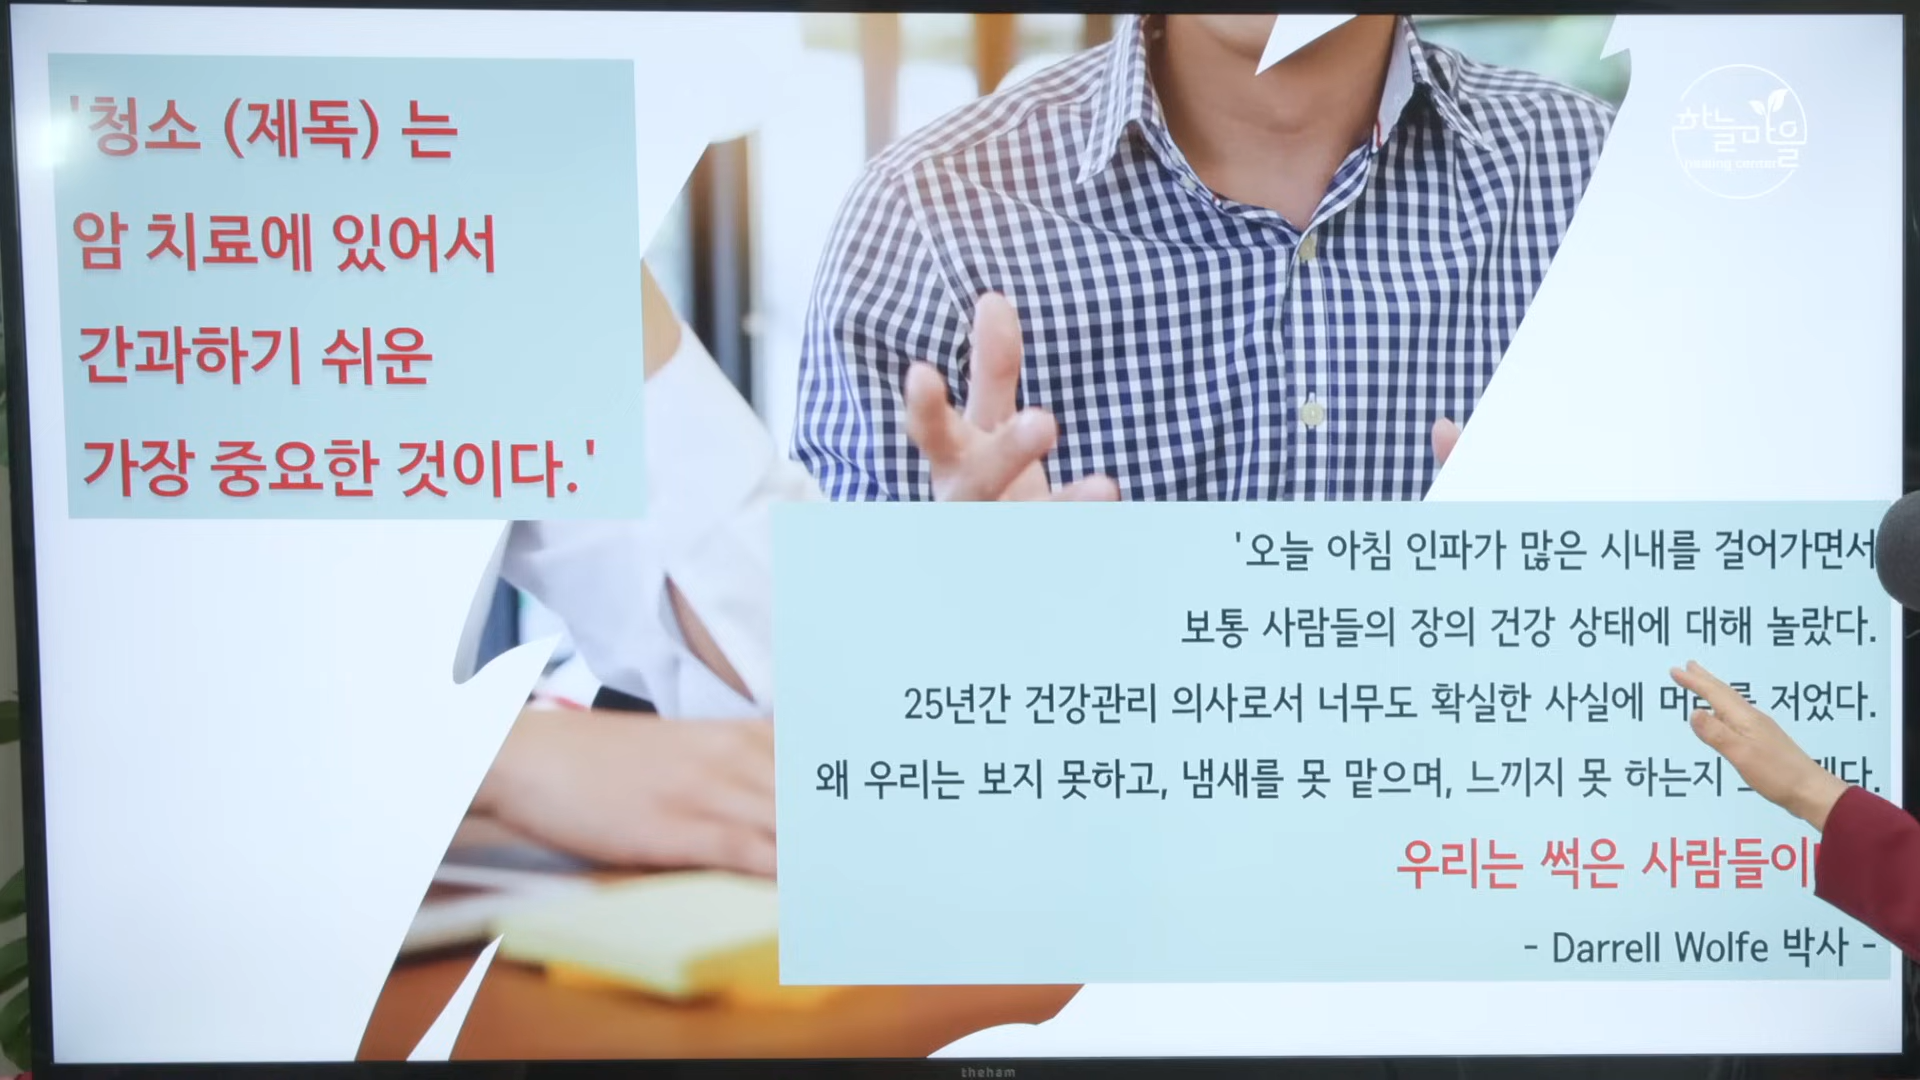 '청소 (제독) 는
암 치료에 있어서
간과하기 쉬운
가장 중요한 것이다.'
하늘마을
healing center
'오늘 아침 인파가 많은 시내를 걸어가면서
보통 사람들의 장의 건강 상태에 대해 놀랐다.
25년간 건강관리 의사로서 너무도 확실한 사실에 저었다.
왜 우리는 보지 못하고, 냄새를 못 맡으며, 느끼지 못 하는지
우리는 썩은
- Darrell Wolfe 박사 -
theham